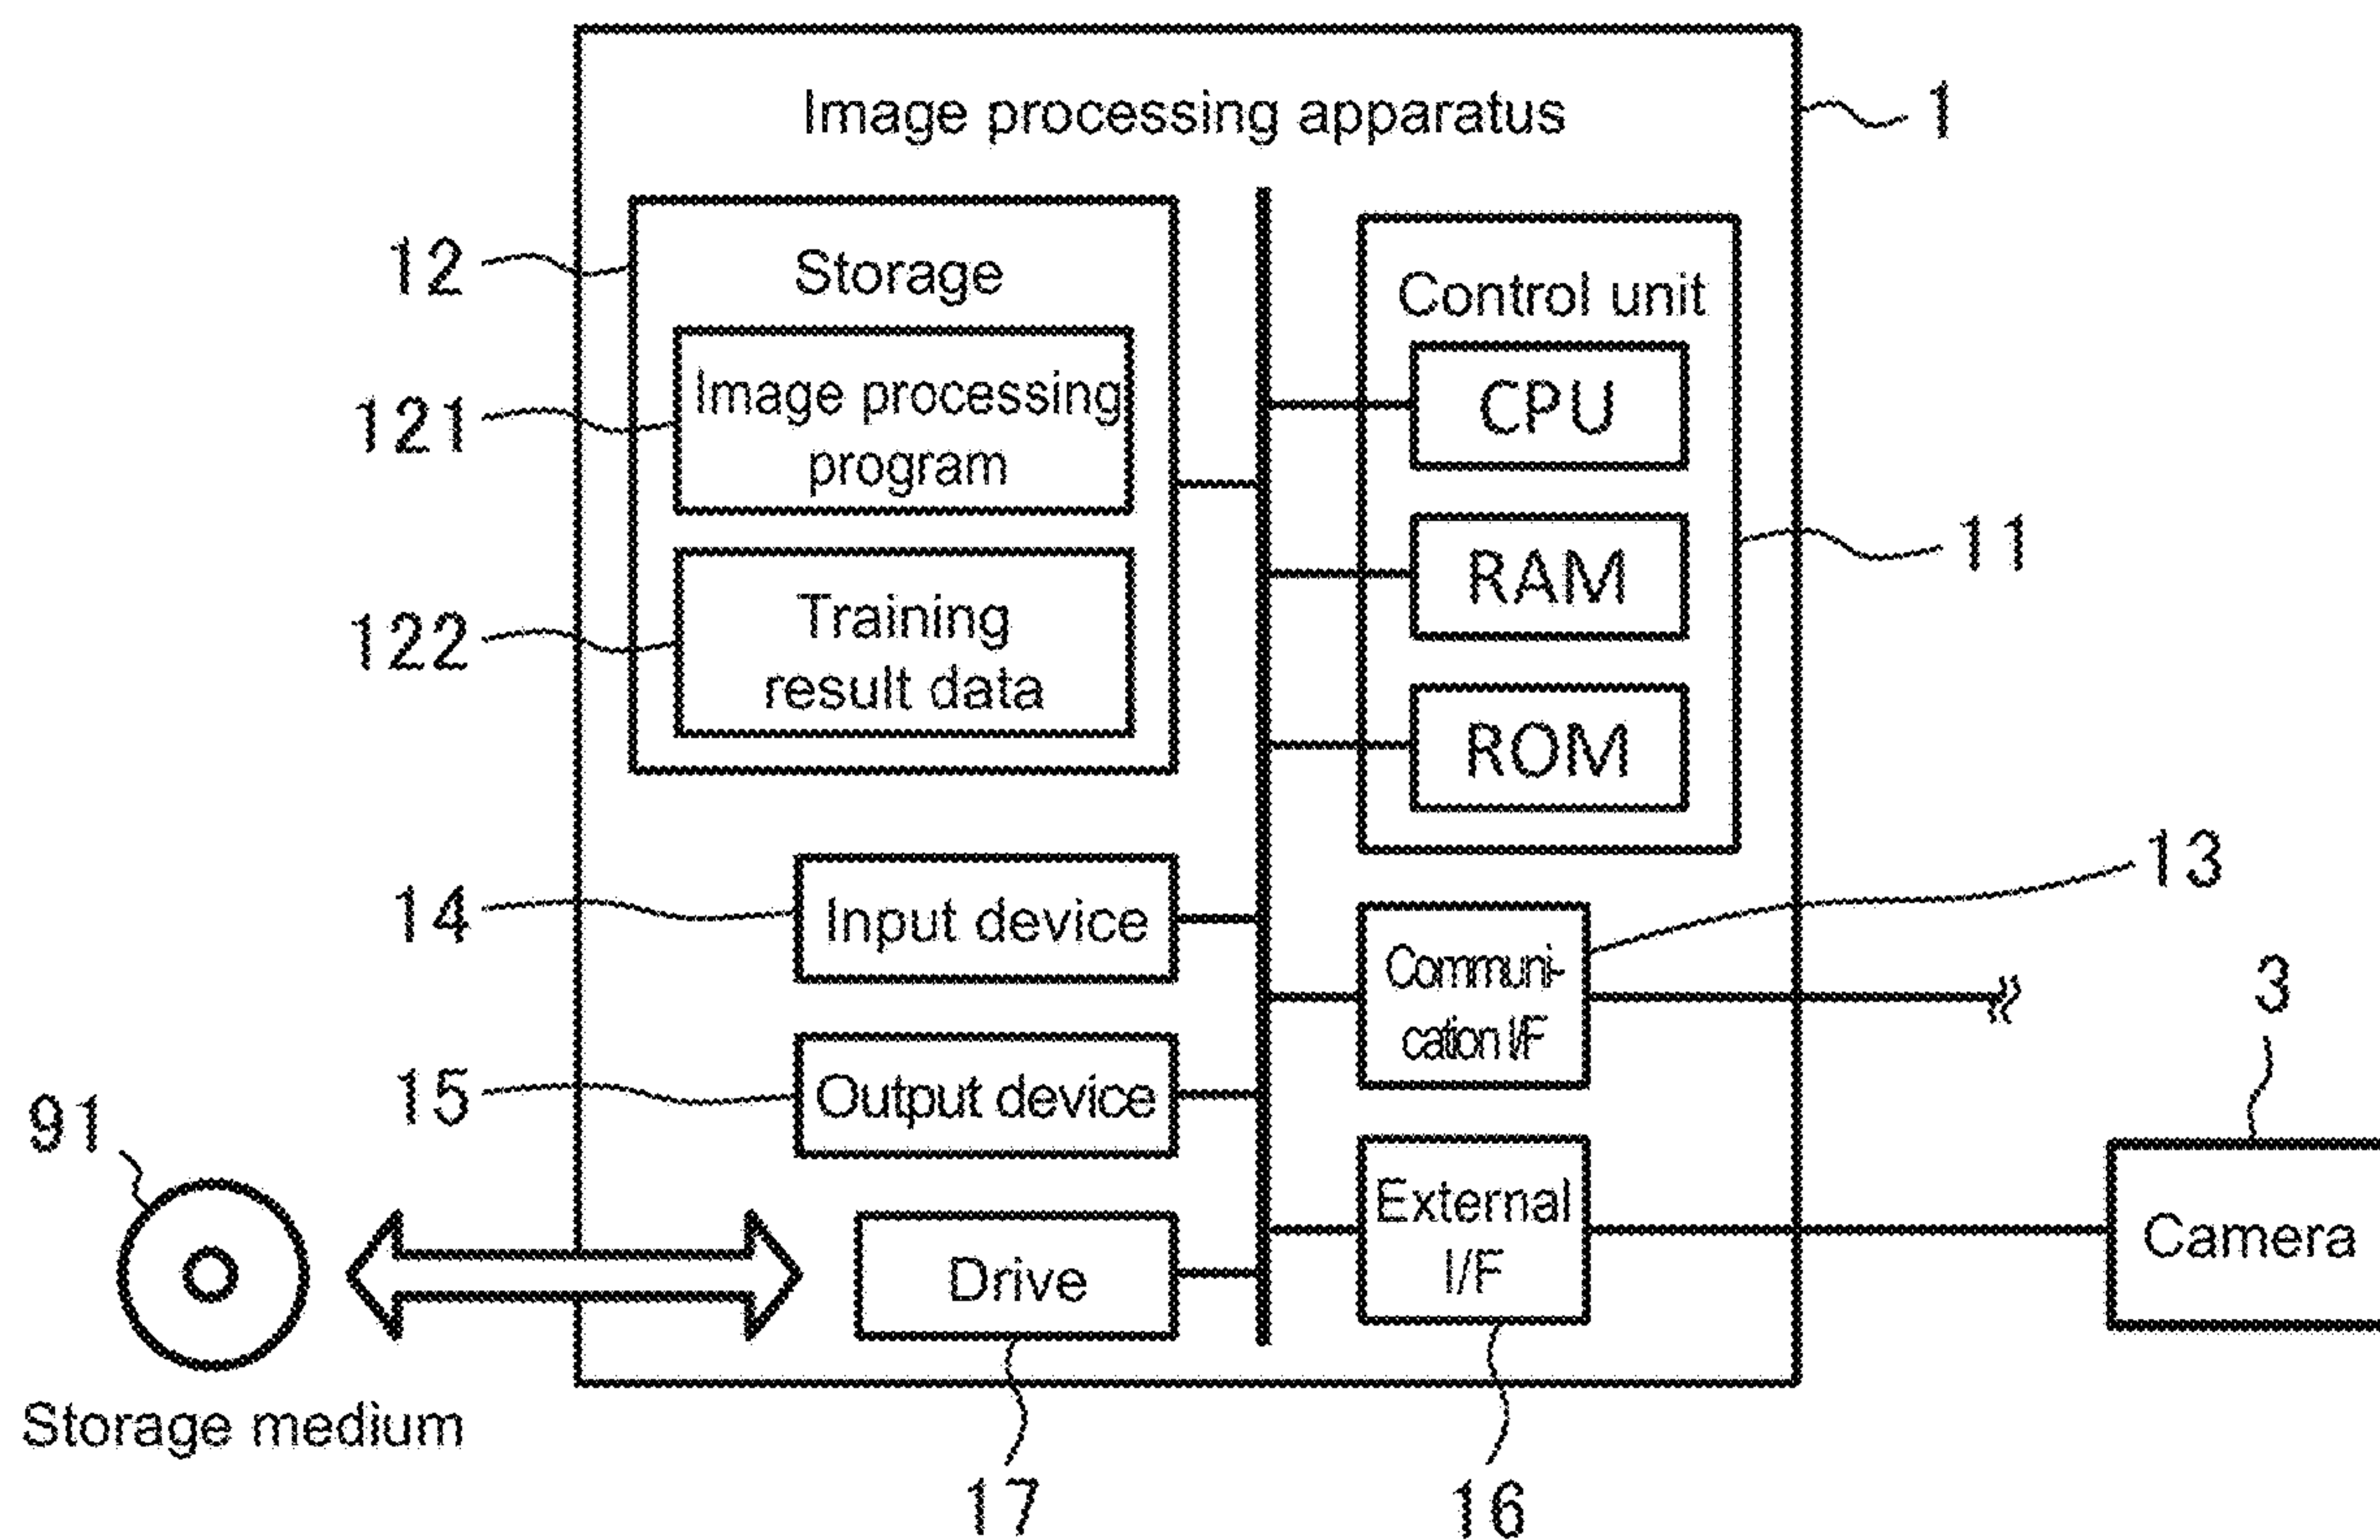 Image processing apparatus
1
12
Storage
121
Image processing
program
122
Training
result data
Control unit
CPU
RAM
ROM
11
14
Input device
13
Communi-
cation I/F
15
Output device
3
Camera
91
Storage medium
Drive
17
External
I/F
16